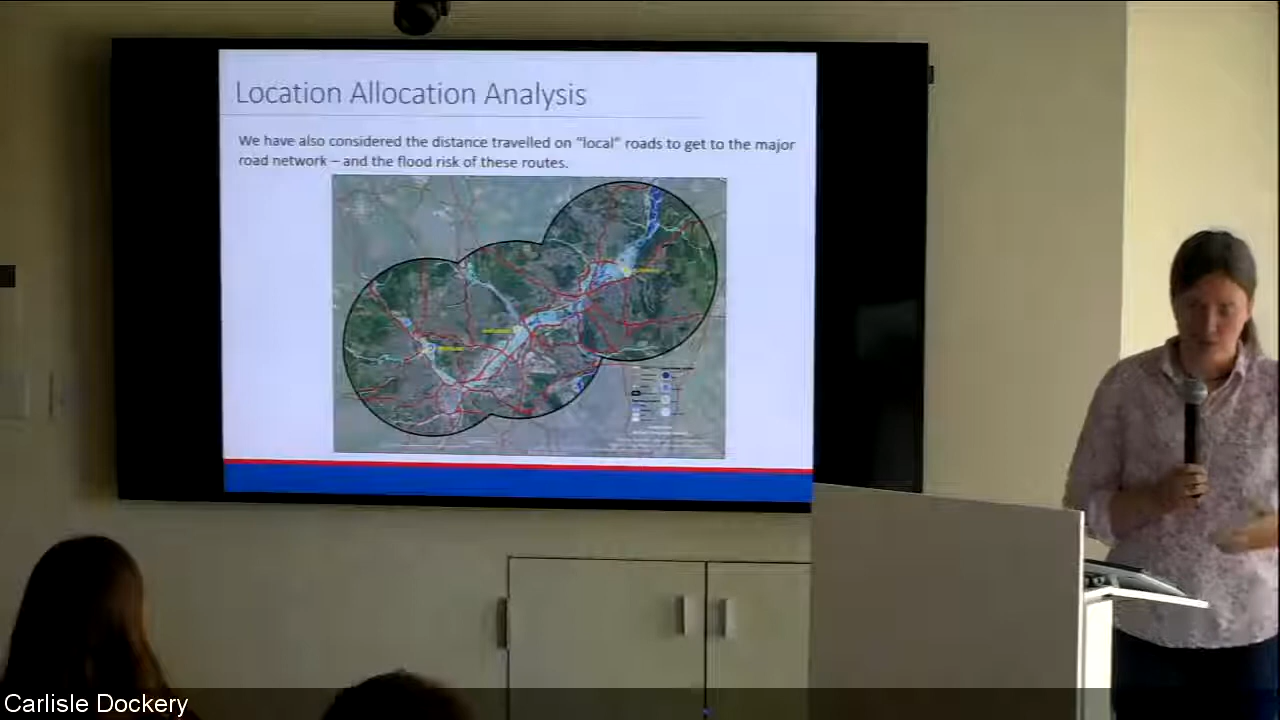 Location Allocation Analysis
We have also considered the distance travelled on "local" roads to get to the major
road network – and the flood risk of these routes.
Carlisle Dockery